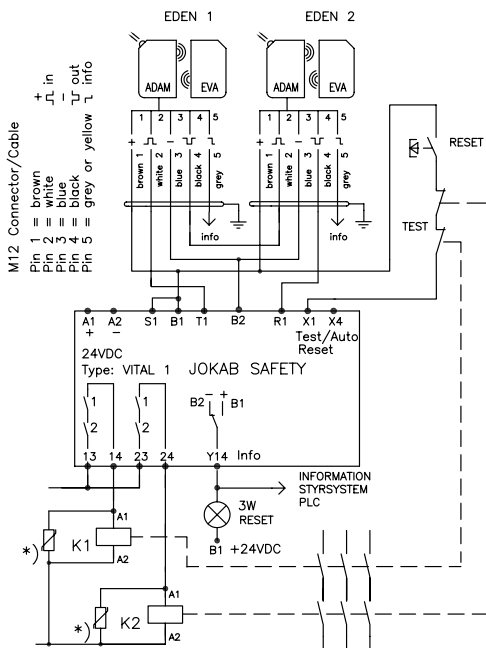 EDEN 1
EDEN 2
ADAM
EVA
ADAM
EVA
M12 Connector/Cable
Pin 1 = brown +
Pin 2 = white in
Pin 3 = blue −
Pin 4 = black out
Pin 5 = grey or yellow info
1 2 3 4 5
1 2 3 4 5
+ −
+ −
brown 1
white 2
blue 3
black 4
grey 5
brown 1
white 2
blue 3
black 4
grey 5
info
info
RESET
TEST
A1 A2 S1 B1 T1 B2 R1 X1 X4
+ −
Test/Auto
Reset
24VDC
Type: VITAL 1
JOKAB SAFETY
1
2
1
2
− +
B2 B1
13 14 23 24 Y14 Info
INFORMATION
STYRSYSTEM
PLC
3W
RESET
B1 +24VDC
A1
*) K1
A2
A1
*) K2
A2